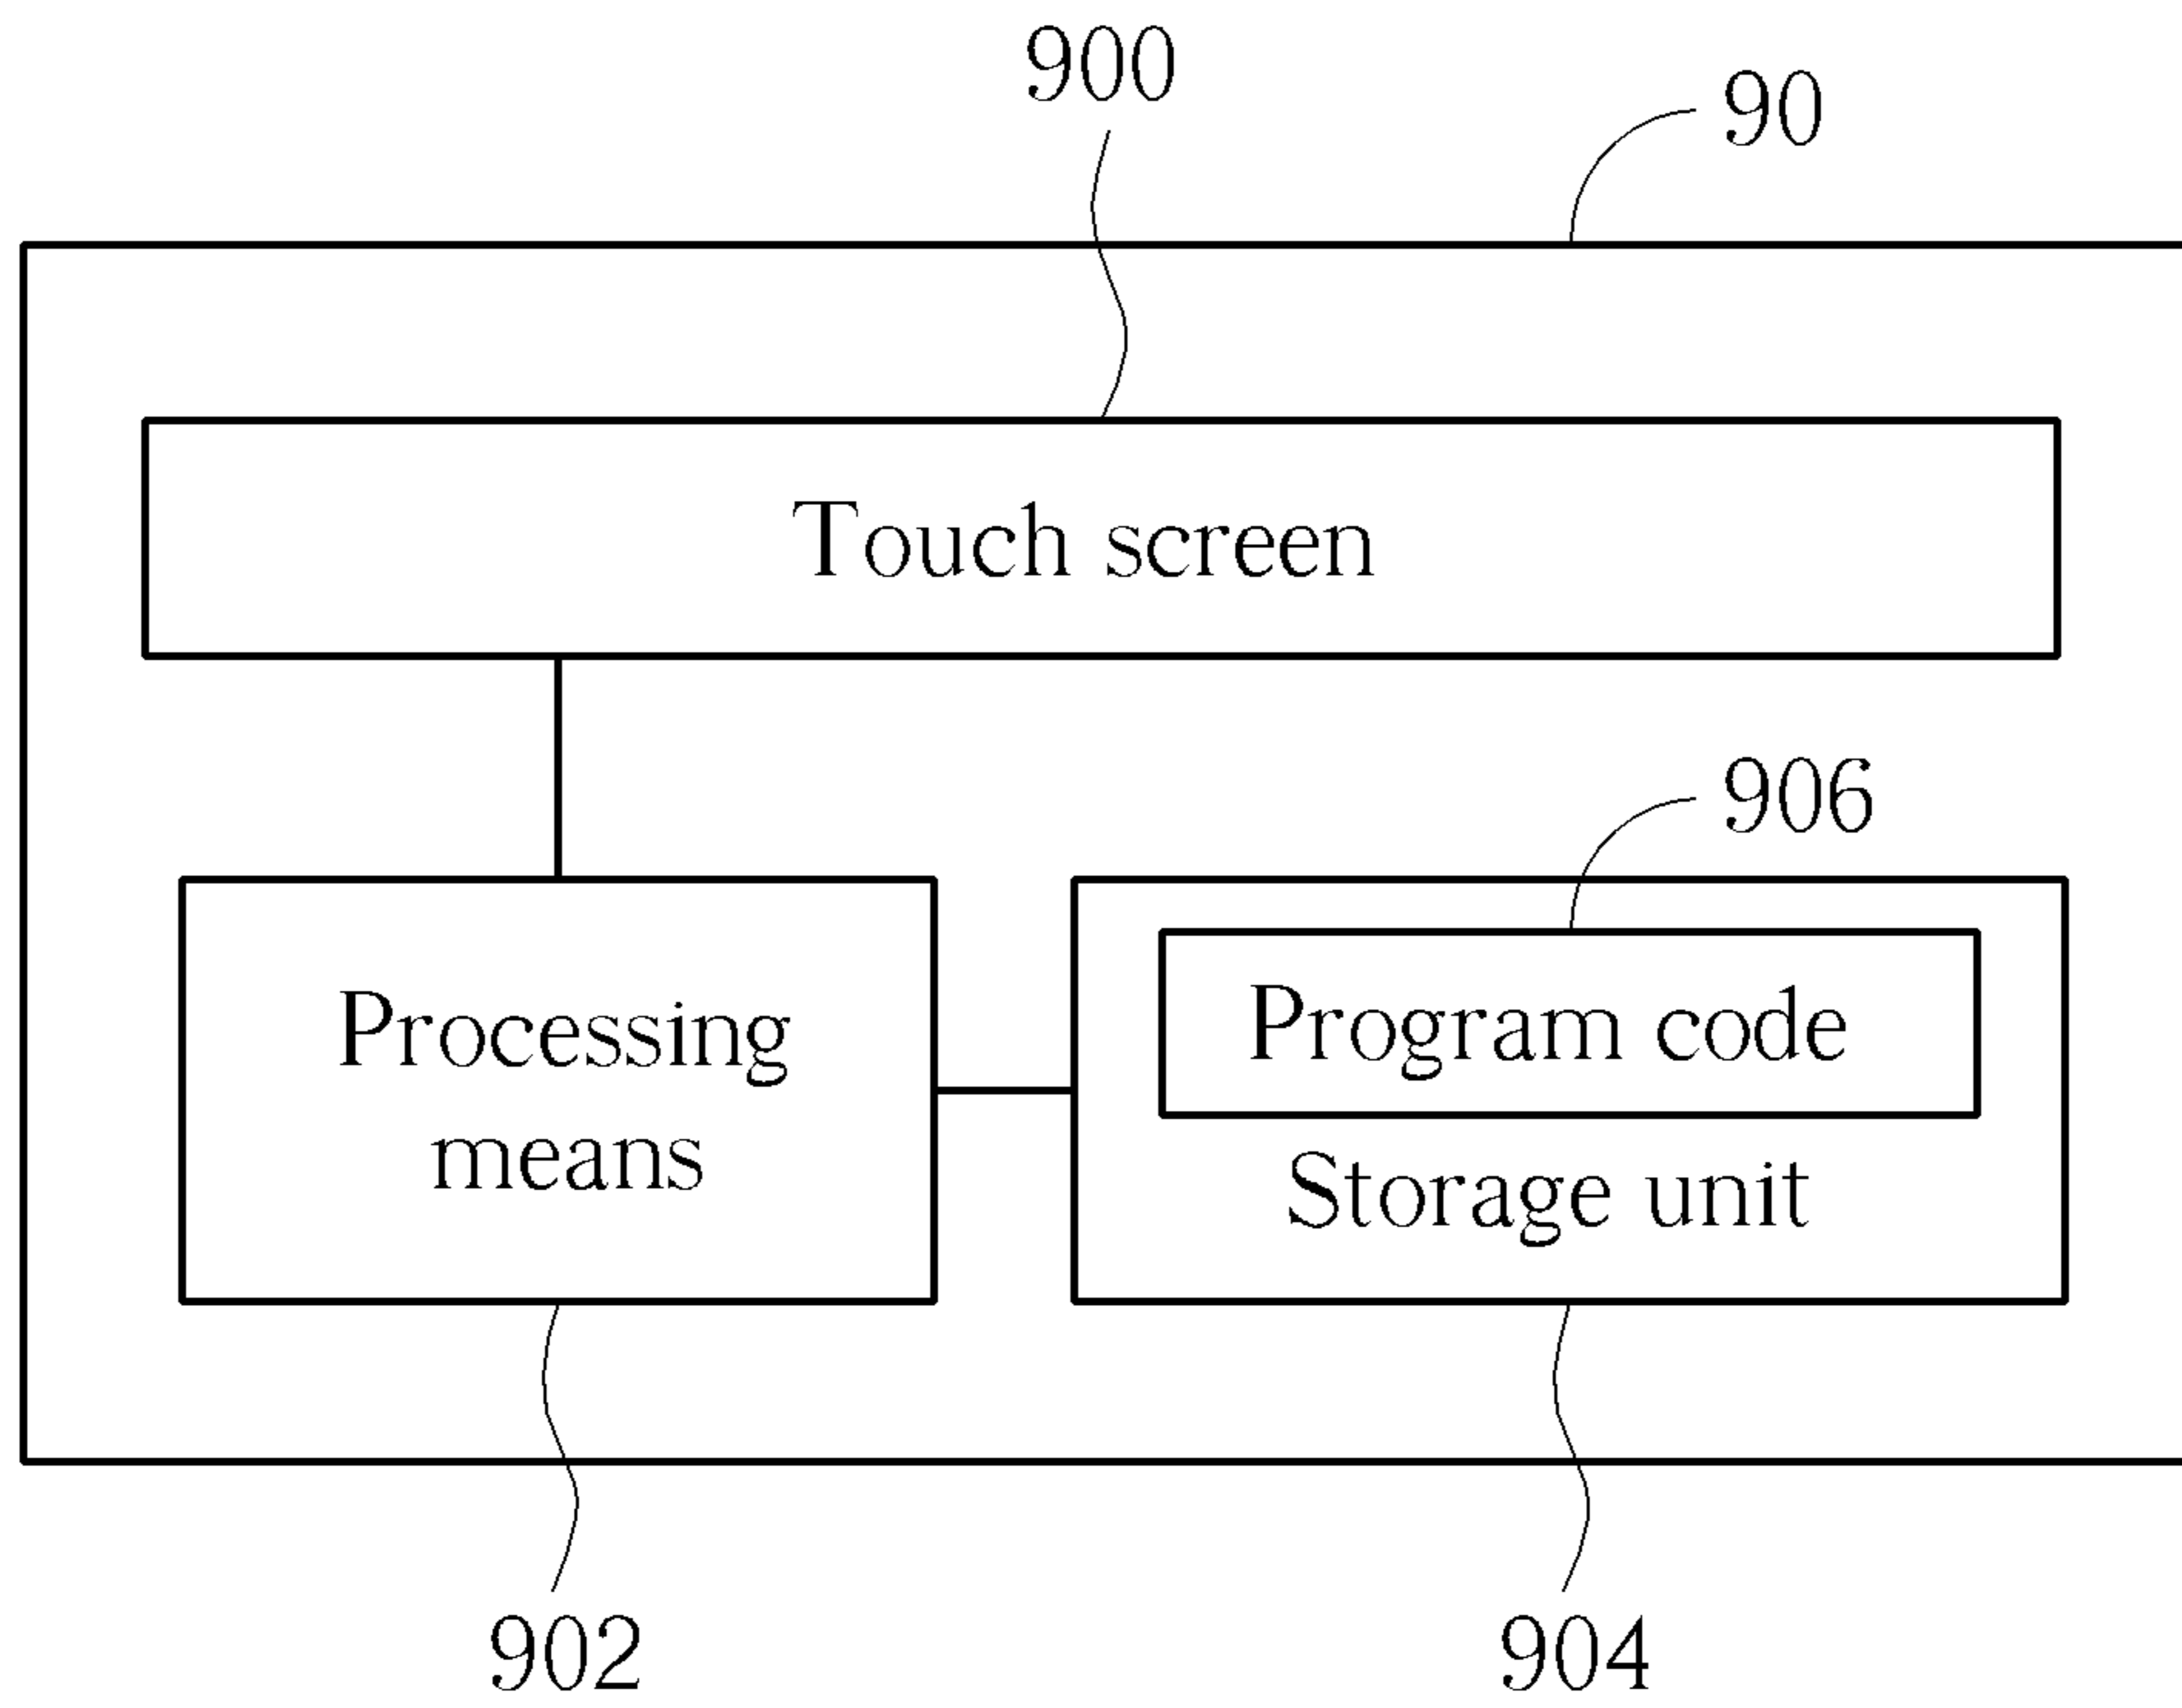 900
90
Touch screen
906
Program code
Processing
means
Storage unit
902
904